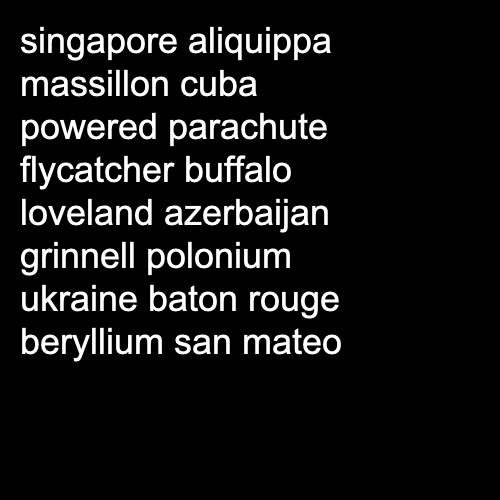 singapore aliquippa
massillon cuba
powered parachute
flycatcher buffalo
loveland azerbaijan
grinnell polonium
ukraine baton rouge
beryllium san mateo